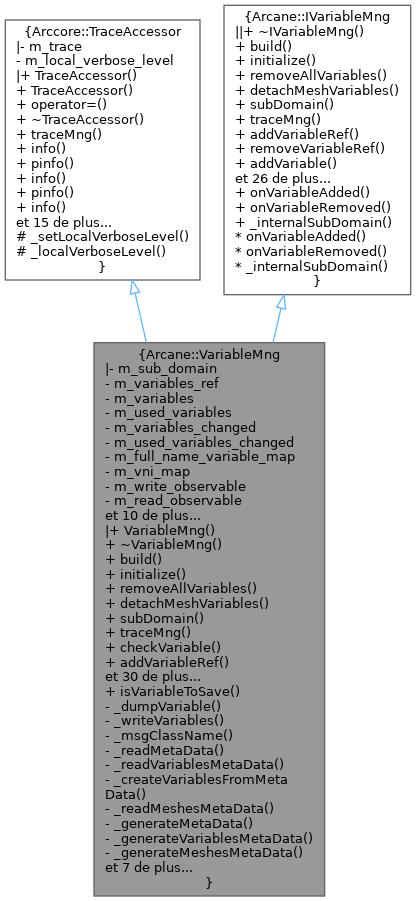 {Arccore::TraceAccessor
|- m_trace
- m_local_verbose_level
|+ TraceAccessor()
+ TraceAccessor()
+ operator=()
+ ~TraceAccessor()
+ traceMng()
+ info()
+ pinfo()
+ info()
+ pinfo()
+ info()
et 15 de plus...
# _setLocalVerboseLevel()
# _localVerboseLevel()
}
{Arcane::IVariableMng
||+ ~IVariableMng()
+ build()
+ initialize()
+ removeAllVariables()
+ detachMeshVariables()
+ subDomain()
+ traceMng()
+ addVariableRef()
+ removeVariableRef()
+ addVariable()
et 26 de plus...
+ onVariableAdded()
+ onVariableRemoved()
+ _internalSubDomain()
* onVariableAdded()
* onVariableRemoved()
* _internalSubDomain()
}
{Arcane::VariableMng
|- m_sub_domain
- m_variables_ref
- m_variables
- m_used_variables
- m_variables_changed
- m_used_variables_changed
- m_full_name_variable_map
- m_vni_map
- m_write_observable
- m_read_observable
et 10 de plus...
|+ VariableMng()
+ ~VariableMng()
+ build()
+ initialize()
+ removeAllVariables()
+ detachMeshVariables()
+ subDomain()
+ traceMng()
+ checkVariable()
+ addVariableRef()
et 30 de plus...
+ isVariableToSave()
- _dumpVariable()
- _writeVariables()
- _msgClassName()
- _readMetaData()
- _readVariablesMetaData()
- _createVariablesFromMeta
Data()
- _readMeshesMetaData()
- _generateMetaData()
- _generateVariablesMetaData()
- _generateMeshesMetaData()
et 7 de plus...
}